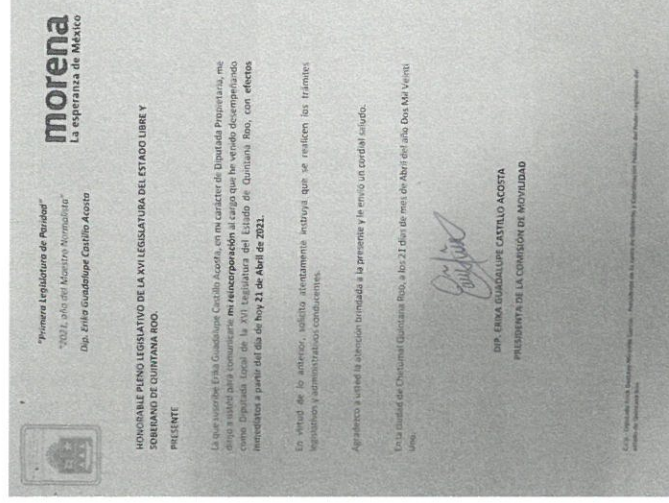 "Primera Legislatura de Paridad"
"2021, año del Maestro Normalista"
Dip. Erika Guadalupe Castillo Acosta
morena
La esperanza de México
HONORABLE PLENO LEGISLATIVO DE LA XVI LEGISLATURA DEL ESTADO LIBRE Y
SOBERANO DE QUINTANA ROO.
PRESENTE
La que suscribe Erika Guadalupe Castillo Acosta, en mi carácter de Diputada Propietaria, me
dirijo a usted para comunicarle mi reincorporación al cargo que he venido desempeñando
como Diputada Local de la XVI Legislatura del Estado de Quintana Roo, con efectos
inmediatos a partir del día de hoy 21 de Abril de 2021.
En virtud de lo anterior, solicito atentamente instruya que se realicen los trámites
legislativos y administrativos conducentes.
Agradezco a usted la atención brindada a la presente y le envió un cordial saludo.
En la ciudad del Chetumal Quintana Roo, a los 21 días de mes de Abril del año Dos Mil Veinti
Uno.
DIP. ERIKA GUADALUPE CASTILLO ACOSTA
PRESIDENTA DE LA COMISIÓN DE MOVILIDAD